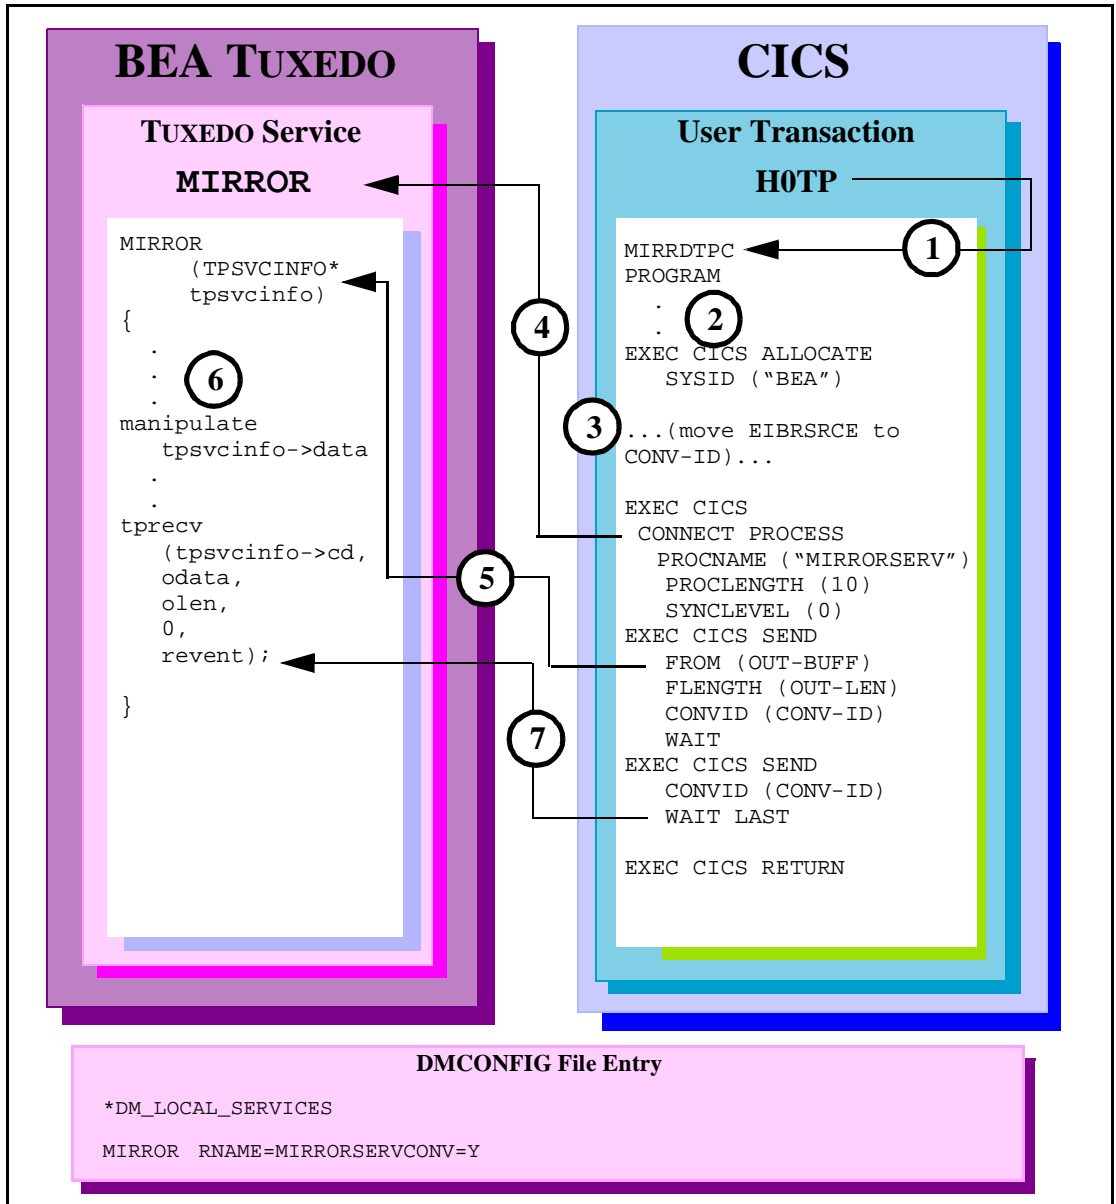 BEA TUXEDO
TUXEDO Service
MIRROR
MIRROR
(TPSVCINFO*
tpsvcinfo)
{
.
.
.
6
manipulate
tpsvcinfo->data
.
.
tprecv
(tpsvcinfo->cd,
odata,
olen,
0,
revent);
}
4
5
7
CICS
User Transaction
H0TP
1
MIRRDTPC
PROGRAM
.
.
2
EXEC CICS ALLOCATE
SYSID (“BEA”)
3
...(move EIBRSRCE to
CONV-ID)...
EXEC CICS
CONNECT PROCESS
PROCNAME (“MIRRORSERV”)
PROCLENGTH (10)
SYNCLEVEL (0)
EXEC CICS SEND
FROM (OUT-BUFF)
FLENGTH (OUT-LEN)
CONVID (CONV-ID)
WAIT
EXEC CICS SEND
CONVID (CONV-ID)
WAIT LAST
EXEC CICS RETURN
DMCONFIG File Entry
*DM_LOCAL_SERVICES
MIRROR RNAME=MIRRORSERVCONV=Y